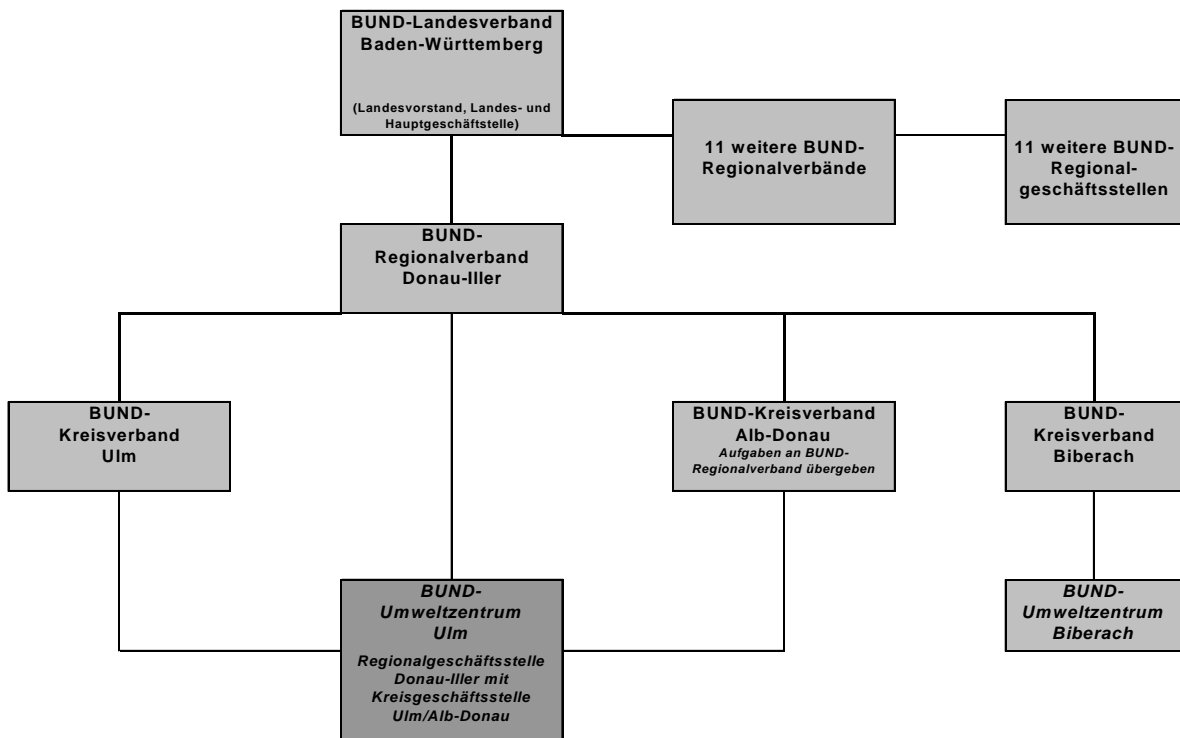 BUND-Landesverband
Baden-Württemberg
(Landesvorstand, Landes- und
Hauptgeschäftstelle)
11 weitere BUND-
Regionalverbände
11 weitere BUND-
Regional-
geschäftsstellen
BUND-
Regionalverband
Donau-Iller
BUND-
Kreisverband
Ulm
BUND-Kreisverband
Alb-Donau
Aufgaben an BUND-
Regionalverband übergeben
BUND-
Kreisverband
Biberach
BUND-
Umweltzentrum
Ulm
Regionalgeschäftsstelle
Donau-Iller mit
Kreisgeschäftsstelle
Ulm/Alb-Donau
BUND-
Umweltzentrum
Biberach